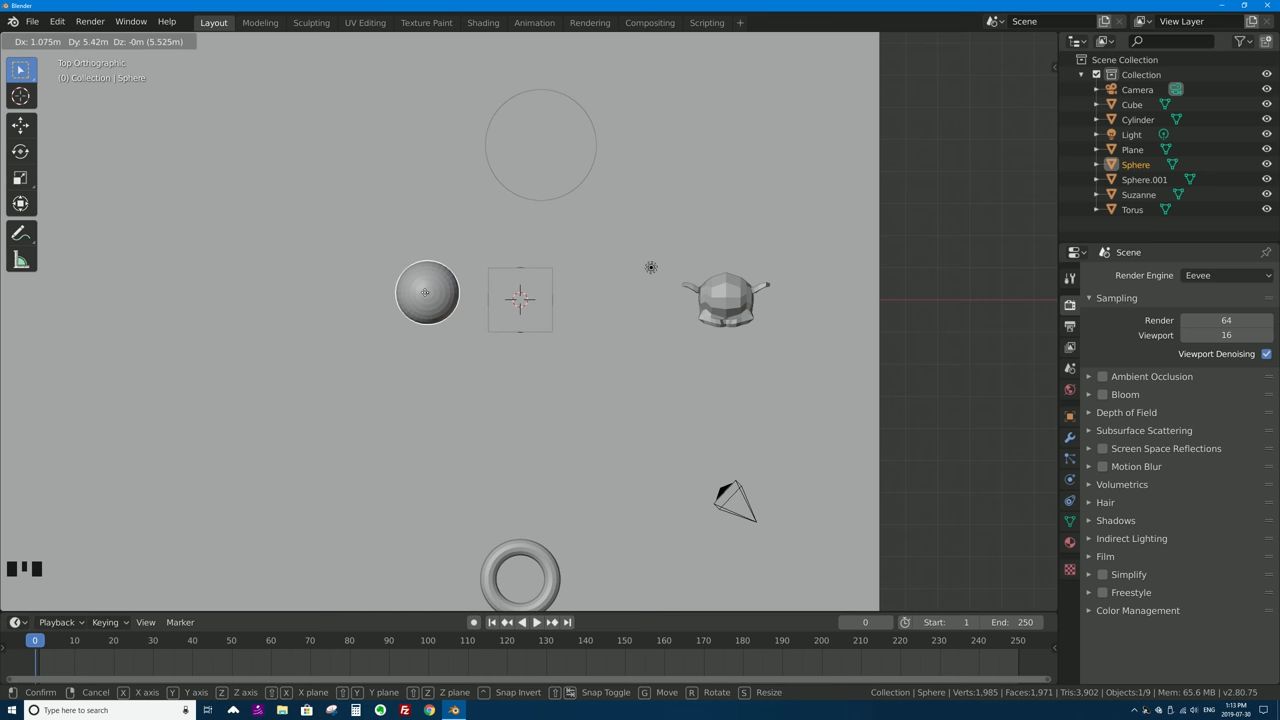 Blender
File Edit Render Window Help Layout Modeling Sculpting UV Editing Texture Paint Shading Animation Rendering Compositing Scripting + Scene View Layer
Dx: 1.075m Dy: 5.42m Dz: -0m (5.525m)
Top Orthographic
(0) Collection | Sphere
Scene Collection
Collection
Camera
Cube
Cylinder
Light
Plane
Sphere
Sphere.001
Suzanne
Torus
Scene
Render Engine Eevee
Sampling
Render 64
Viewport 16
Viewport Denoising
Ambient Occlusion
Bloom
Depth of Field
Subsurface Scattering
Screen Space Reflections
Motion Blur
Volumetrics
Hair
Shadows
Indirect Lighting
Film
Simplify
Freestyle
Color Management
Playback Keying View Marker 0 Start: 1 End: 250
0 10 20 30 40 50 60 70 80 90 100 110 120 130 140 150 160 170 180 190 200 210 220 230 240 250
Confirm Cancel X X axis Y Y axis Z Z axis X X plane Y Y plane Z Z plane Snap Invert Snap Toggle G Move R Rotate S Resize Collection | Sphere | Verts:1,985 | Faces:1,971 | Tris:3,902 | Objects:1/9 | Mem: 65.6 MB | v2.80.75
Type here to search ENG 1:13 PM 2019-07-30